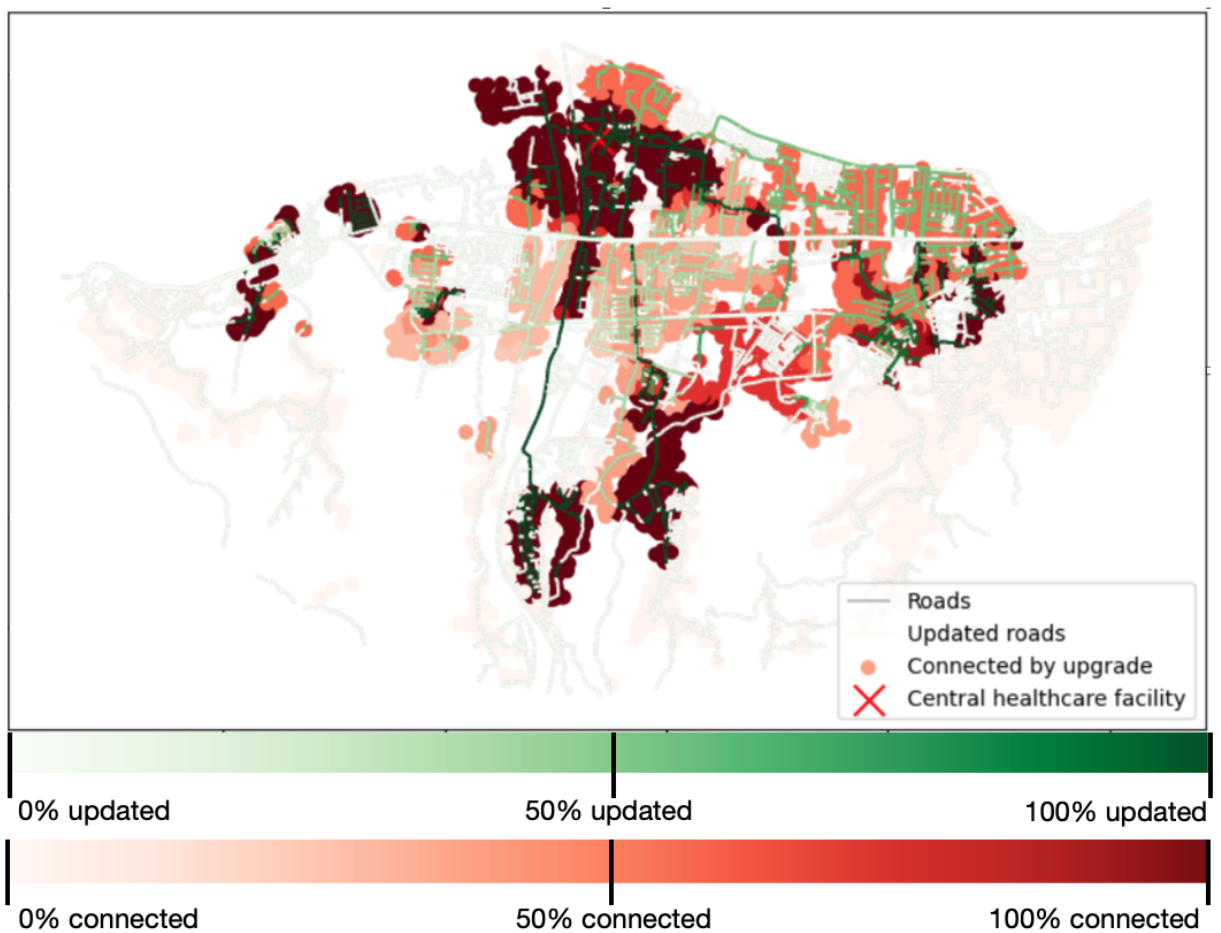 Roads
Updated roads
Connected by upgrade
Central healthcare facility
0% updated
50% updated
100% updated
0% connected
50% connected
100% connected